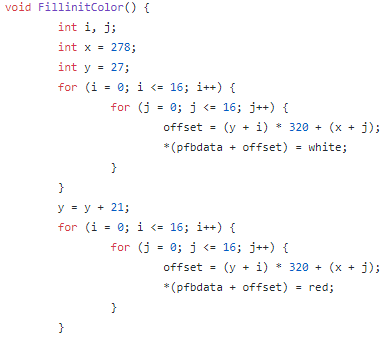 void FillinitColor() {
int i, j;
int x = 278;
int y = 27;
for (i = 0; i <= 16; i++) {
for (j = 0; j <= 16; j++) {
offset = (y + i) * 320 + (x + j);
*(pfbdata + offset) = white;
}
}
y = y + 21;
for (i = 0; i <= 16; i++) {
for (j = 0; j <= 16; j++) {
offset = (y + i) * 320 + (x + j);
*(pfbdata + offset) = red;
}
}